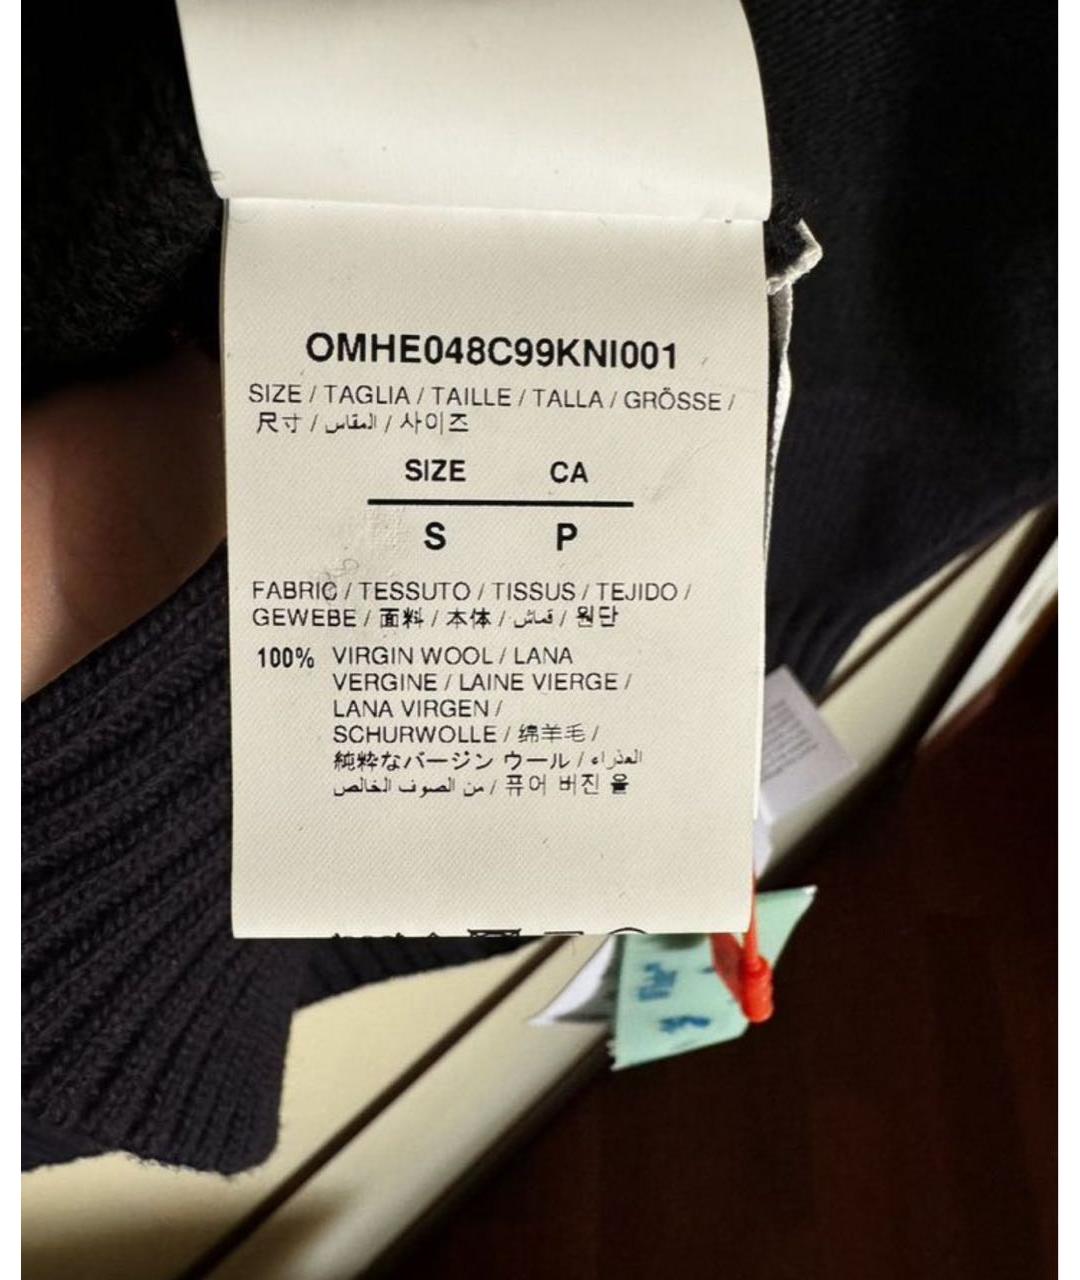 OMHE048C99KNI001
SIZE / TAGLIA / TAILLE / TALLA / GRÖSSE /
尺寸 / المقاس / 사이즈
SIZE CA
S P
FABRIC / TESSUTO / TISSUS / TEJIDO /
GEWEBE / 面料 / 本体 / قماش / 원단
100% VIRGIN WOOL / LANA
VERGINE / LAINE VIERGE /
LANA VIRGEN /
SCHURWOLLE / 绵羊毛 /
純粋なバージン ウール / العذراء
من الصوف الخالص / 퓨어 버진 울